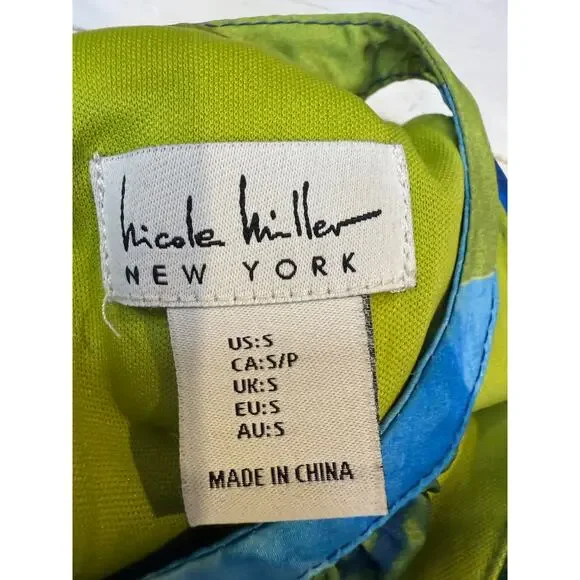 nicole miller
NEW YORK
US:S
CA:S/P
UK:S
EU:S
AU:S
MADE IN CHINA